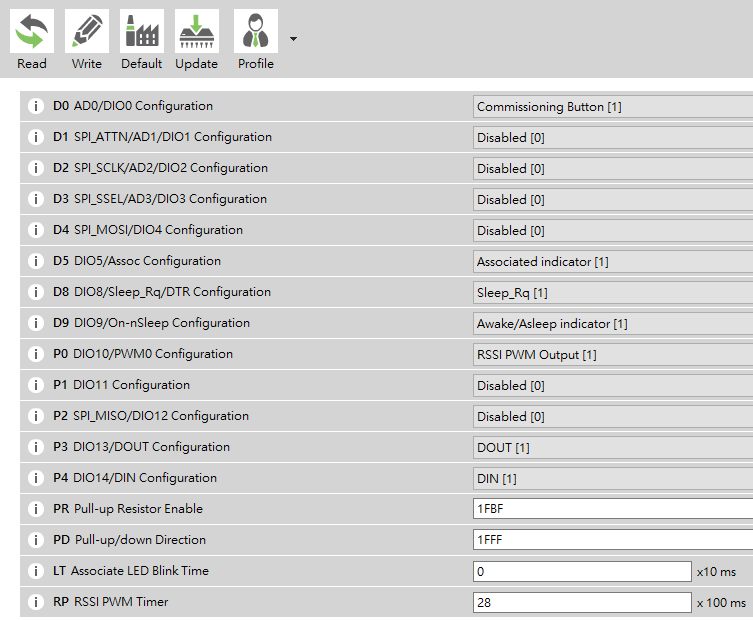 Read Write Default Update Profile
i D0 AD0/DIO0 Configuration Commissioning Button [1]
i D1 SPI_ATTN/AD1/DIO1 Configuration Disabled [0]
i D2 SPI_SCLK/AD2/DIO2 Configuration Disabled [0]
i D3 SPI_SSEL/AD3/DIO3 Configuration Disabled [0]
i D4 SPI_MOSI/DIO4 Configuration Disabled [0]
i D5 DIO5/Assoc Configuration Associated indicator [1]
i D8 DIO8/Sleep_Rq/DTR Configuration Sleep_Rq [1]
i D9 DIO9/On-nSleep Configuration Awake/Asleep indicator [1]
i P0 DIO10/PWM0 Configuration RSSI PWM Output [1]
i P1 DIO11 Configuration Disabled [0]
i P2 SPI_MISO/DIO12 Configuration Disabled [0]
i P3 DIO13/DOUT Configuration DOUT [1]
i P4 DIO14/DIN Configuration DIN [1]
i PR Pull-up Resistor Enable 1FBF
i PD Pull-up/down Direction 1FFF
i LT Associate LED Blink Time 0 x10 ms
i RP RSSI PWM Timer 28 x 100 ms